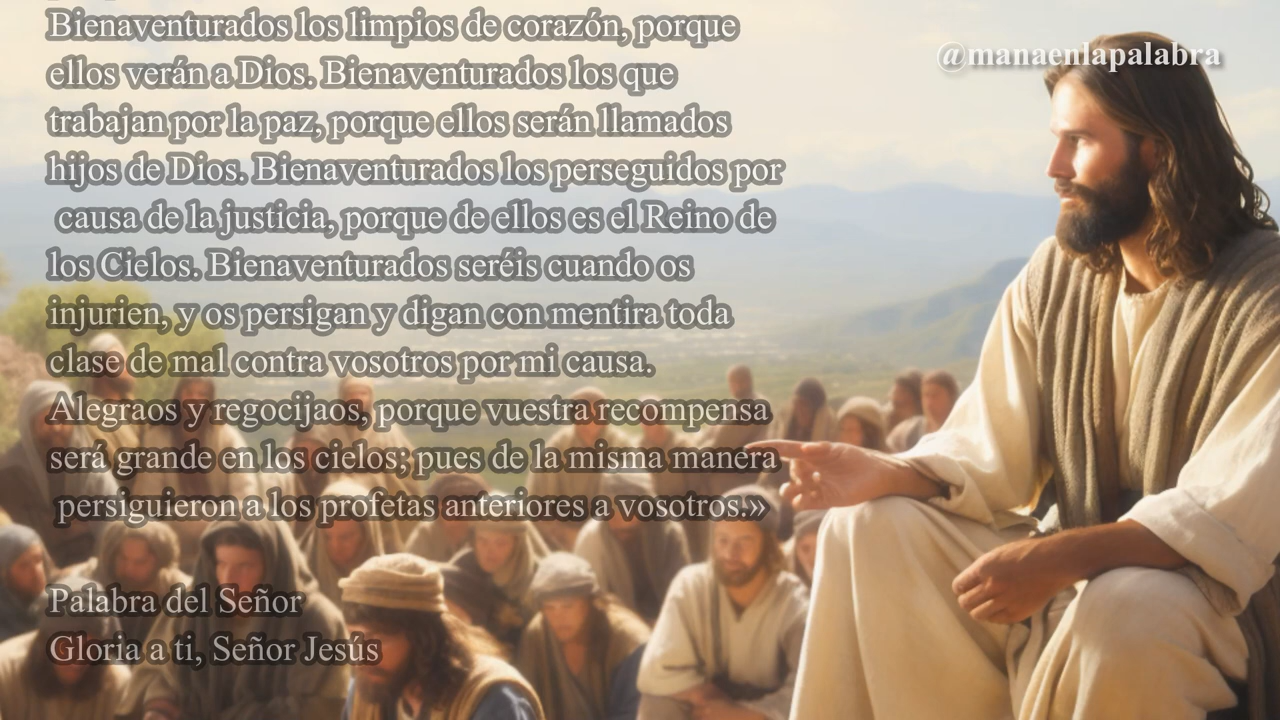 Bienaventurados los limpios de corazón, porque
ellos verán a Dios. Bienaventurados los que
trabajan por la paz, porque ellos serán llamados
hijos de Dios. Bienaventurados los perseguidos por
causa de la justicia, porque de ellos es el Reino de
los Cielos. Bienaventurados seréis cuando os
injurien, y os persigan y digan con mentira toda
clase de mal contra vosotros por mi causa.
Alegraos y regocijaos, porque vuestra recompensa
será grande en los cielos; pues de la misma manera
persiguieron a los profetas anteriores a vosotros.»
Palabra del Señor
Gloria a ti, Señor Jesús
@manaenlapalabra